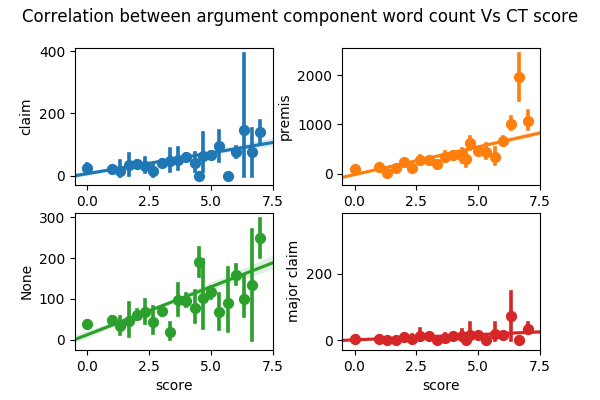 Correlation between argument component word count Vs CT score
claim
400
200
0
0.0 2.5 5.0 7.5
premis
2000
1000
0
0.0 2.5 5.0 7.5
None
300
200
100
0
0.0 2.5 5.0 7.5
score
major claim
200
0
0.0 2.5 5.0 7.5
score